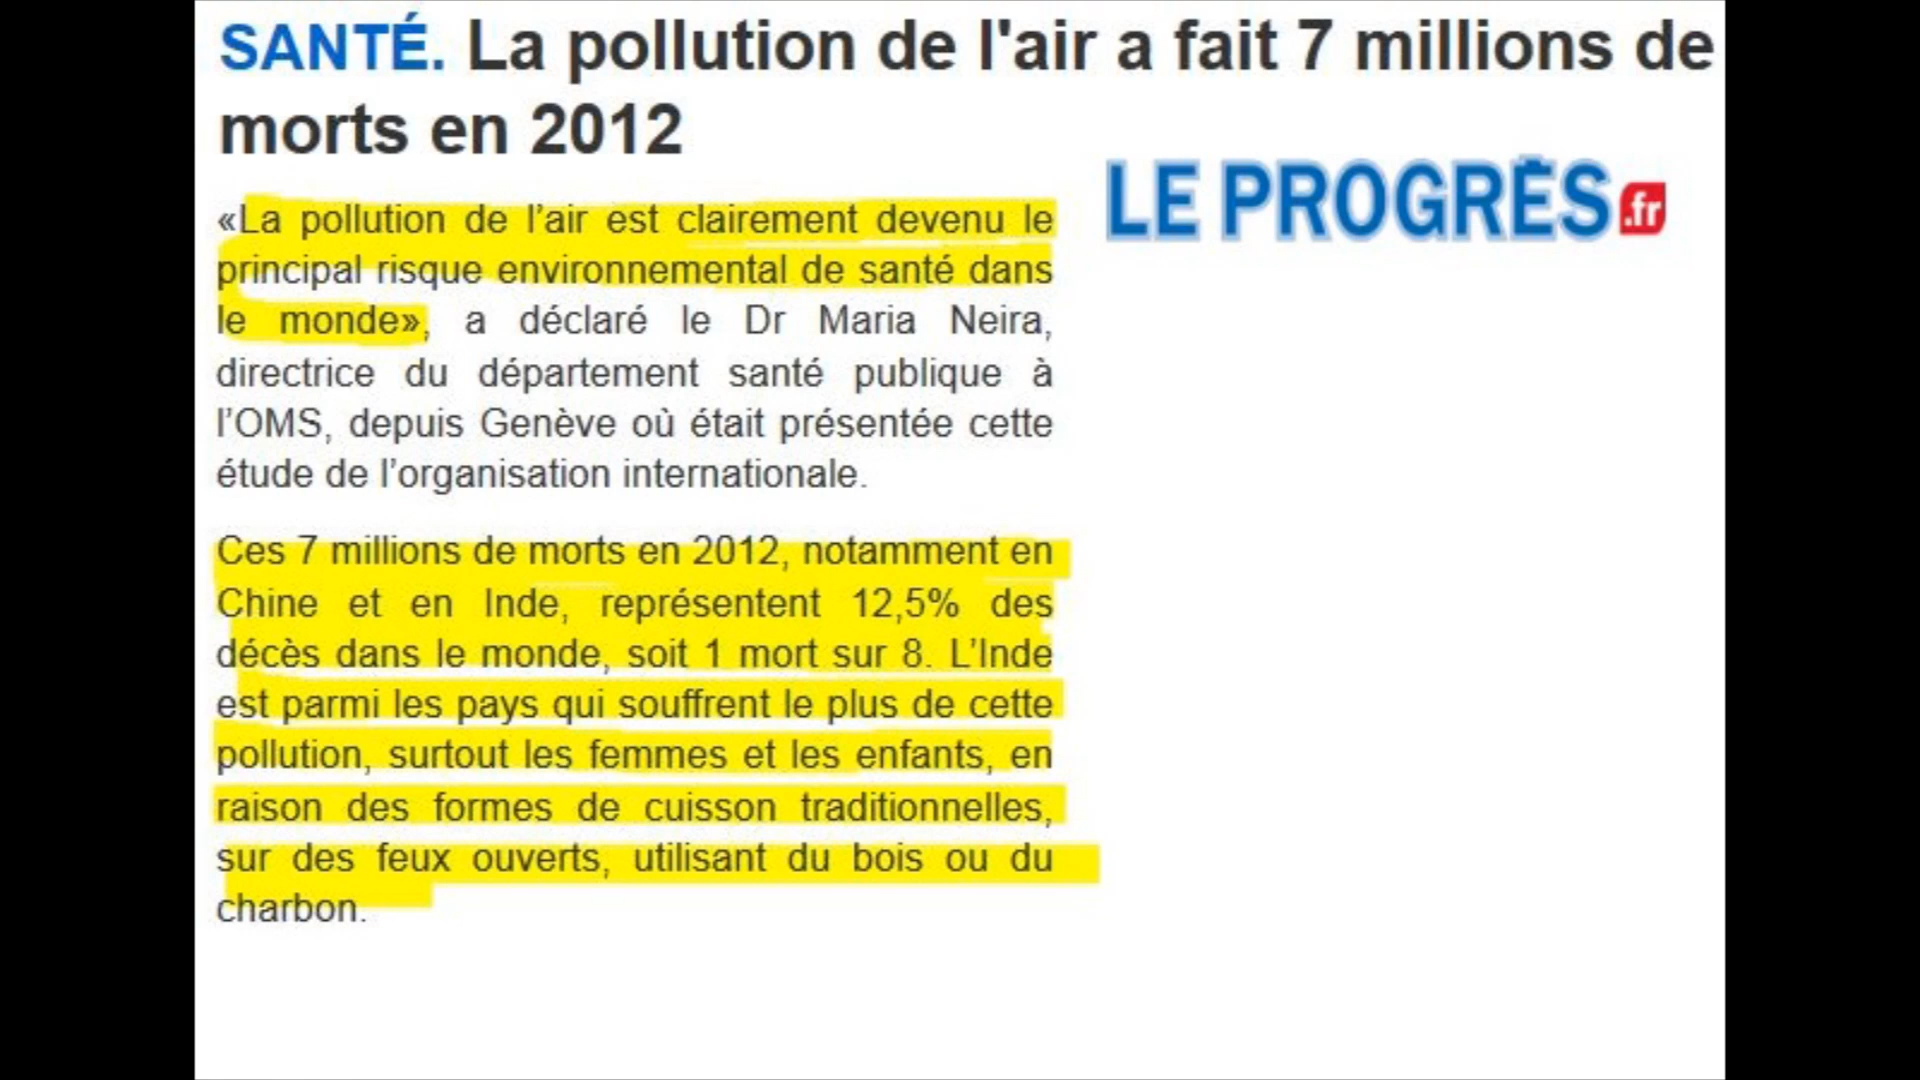 SANTÉ. La pollution de l'air a fait 7 millions de
morts en 2012
LE PROGRÈS.fr
«La pollution de l’air est clairement devenu le
principal risque environnemental de santé dans
le monde», a déclaré le Dr Maria Neira,
directrice du département santé publique à
l’OMS, depuis Genève où était présentée cette
étude de l’organisation internationale.
Ces 7 millions de morts en 2012, notamment en
Chine et en Inde, représentent 12,5% des
décès dans le monde, soit 1 mort sur 8. L’Inde
est parmi les pays qui souffrent le plus de cette
pollution, surtout les femmes et les enfants, en
raison des formes de cuisson traditionnelles,
sur des feux ouverts, utilisant du bois ou du
charbon.